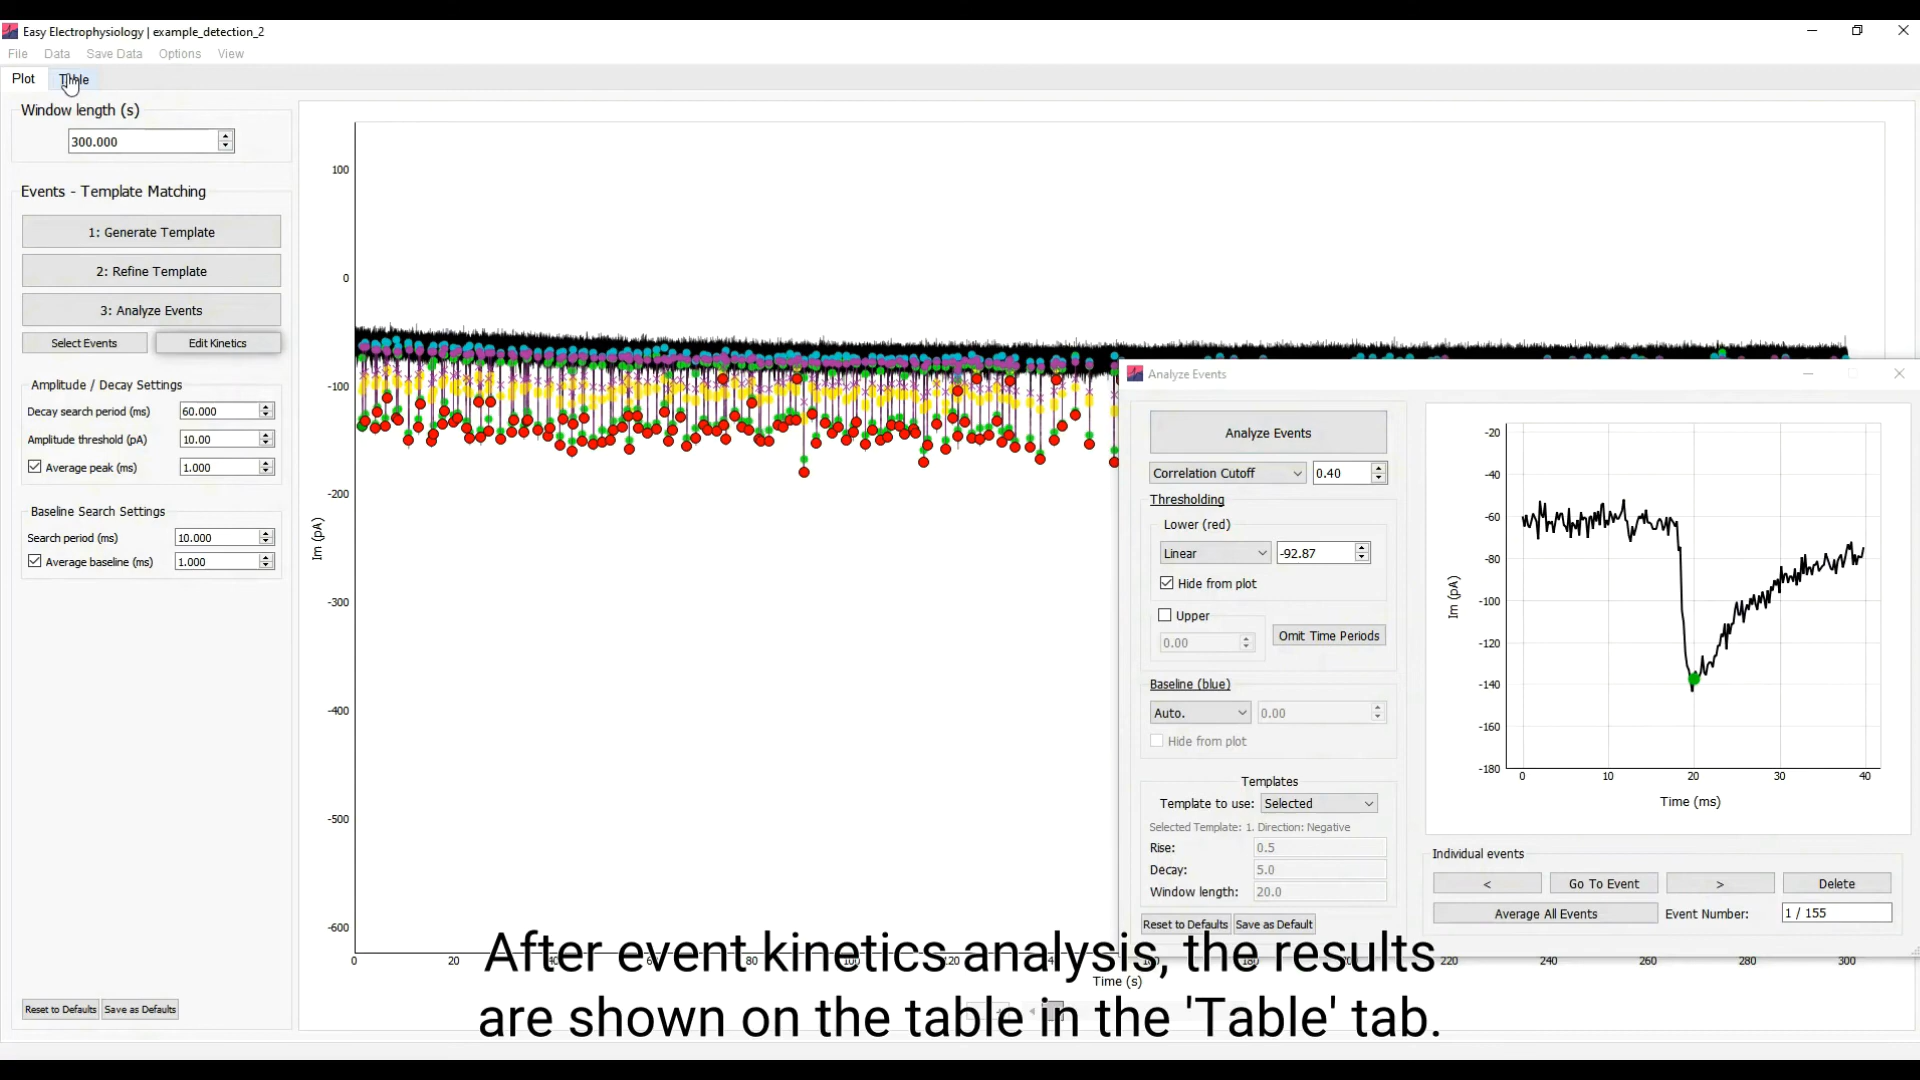 Easy Electrophysiology | example_detection_2
File Data Save Data Options View
Plot
Window length (s)
300.000
Events - Template Matching
1: Generate Template
2: Refine Template
3: Analyze Events
Select Events Edit Kinetics
Amplitude / Decay Settings
Decay search period (ms) 60.000
Amplitude threshold (pA) 10.00
Average peak (ms) 1.000
Baseline Search Settings
Search period (ms) 10.000
Average baseline (ms) 1.000
Reset to Defaults Save as Defaults
100
0
-100
-200
-300
-400
-500
-600
Im (pA)
0 20 40 60 80 100 120 180 220 240 260 280 300
Time (s)
Analyze Events
Analyze Events
Correlation Cutoff 0.40
Thresholding
Lower (red)
Linear -92.87
Hide from plot
Upper
0.00
Omit Time Periods
Baseline (blue)
Auto. 0.00
Hide from plot
Templates
Template to use: Selected
Selected Template: 1. Direction: Negative
Rise: 0.5
Decay: 5.0
Window length: 20.0
Reset to Defaults Save as Default
-20
-40
-60
-80
-100
-120
-140
-160
-180
Im (pA)
0 10 20 30 40
Time (ms)
Individual events
< Go To Event > Delete
Average All Events Event Number: 1 / 155
After event kinetics analysis, the results
are shown on the table in the 'Table' tab.